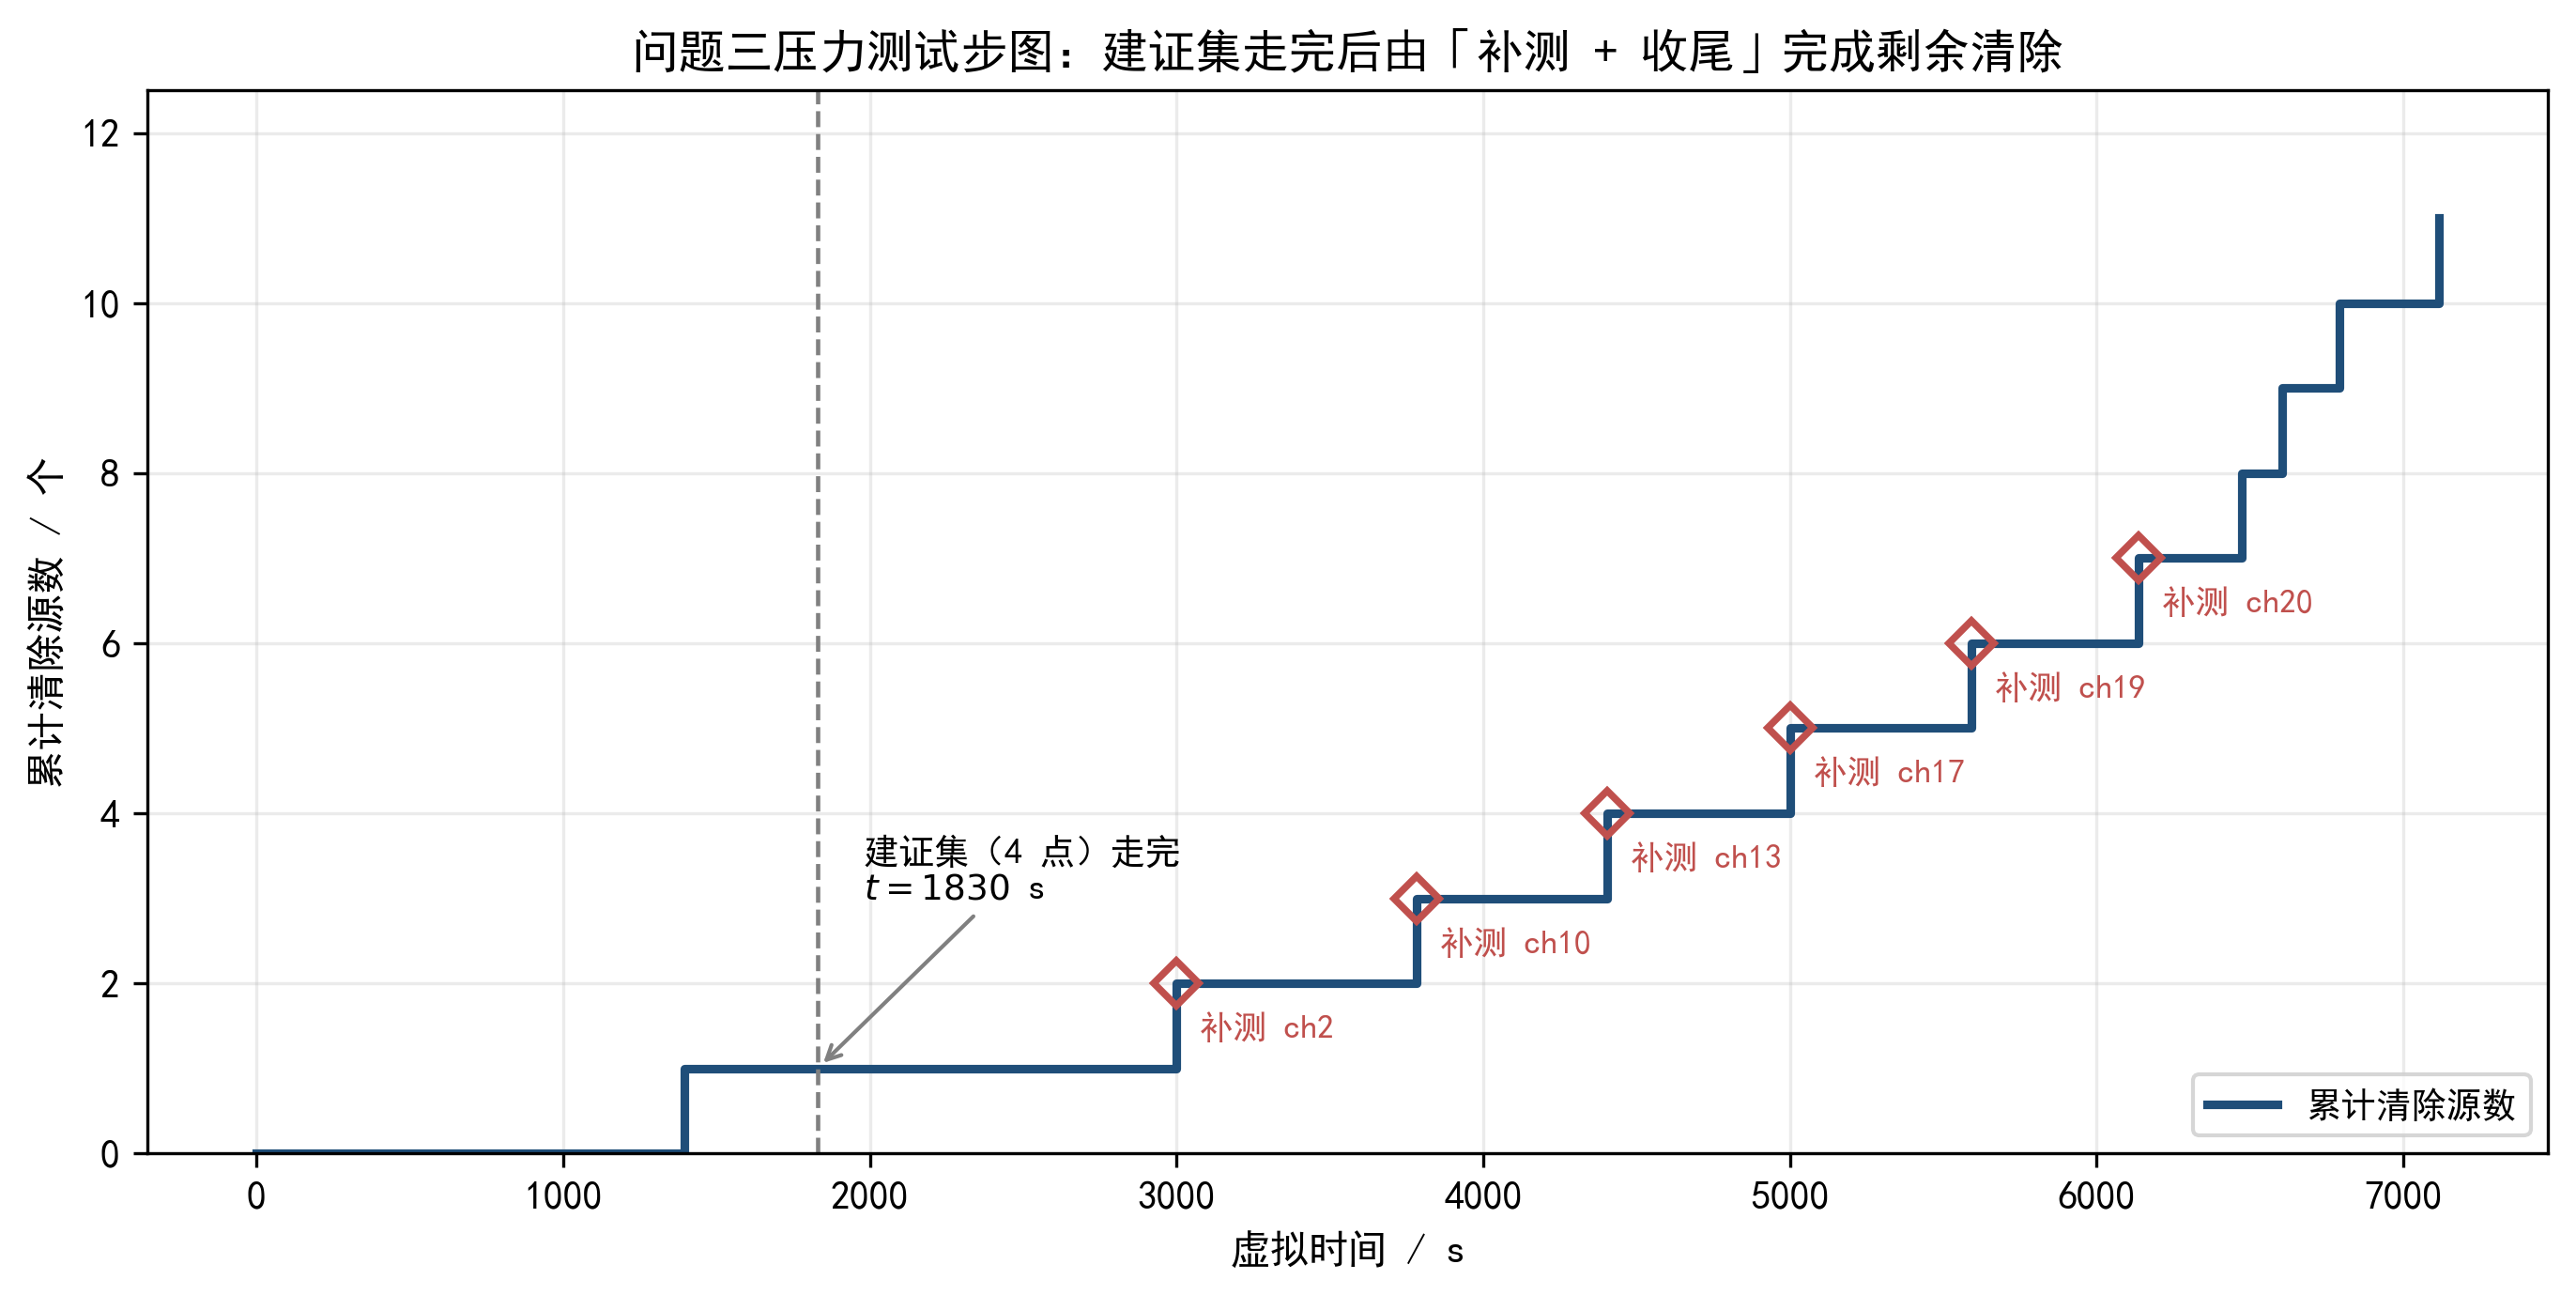 问题三压力测试步图：建证集走完后由「补测 + 收尾」完成剩余清除
累计清除源数 / 个
12
10
8
6
4
2
0
补测 ch20
补测 ch19
补测 ch17
补测 ch13
补测 ch10
补测 ch2
建证集（4 点）走完
t = 1830 s
累计清除源数
0 1000 2000 3000 4000 5000 6000 7000
虚拟时间 / s